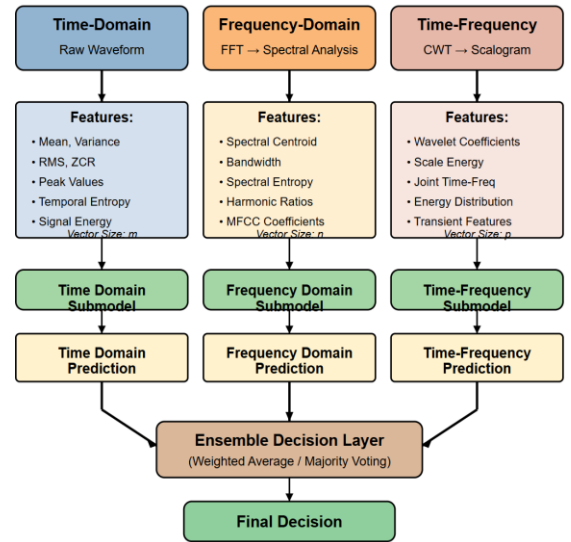 Time-Domain
Raw Waveform
Frequency-Domain
FFT → Spectral Analysis
Time-Frequency
CWT → Scalogram
Features:
• Mean, Variance
• RMS, ZCR
• Peak Values
• Temporal Entropy
• Signal Energy
Vector Size: m
Features:
• Spectral Centroid
• Bandwidth
• Spectral Entropy
• Harmonic Ratios
• MFCC Coefficients
Vector Size: n
Features:
• Wavelet Coefficients
• Scale Energy
• Joint Time-Freq
• Energy Distribution
• Transient Features
Vector Size: p
Time Domain
Submodel
Frequency Domain
Submodel
Time-Frequency
Submodel
Time Domain
Prediction
Frequency Domain
Prediction
Time-Frequency
Prediction
Ensemble Decision Layer
(Weighted Average / Majority Voting)
Final Decision